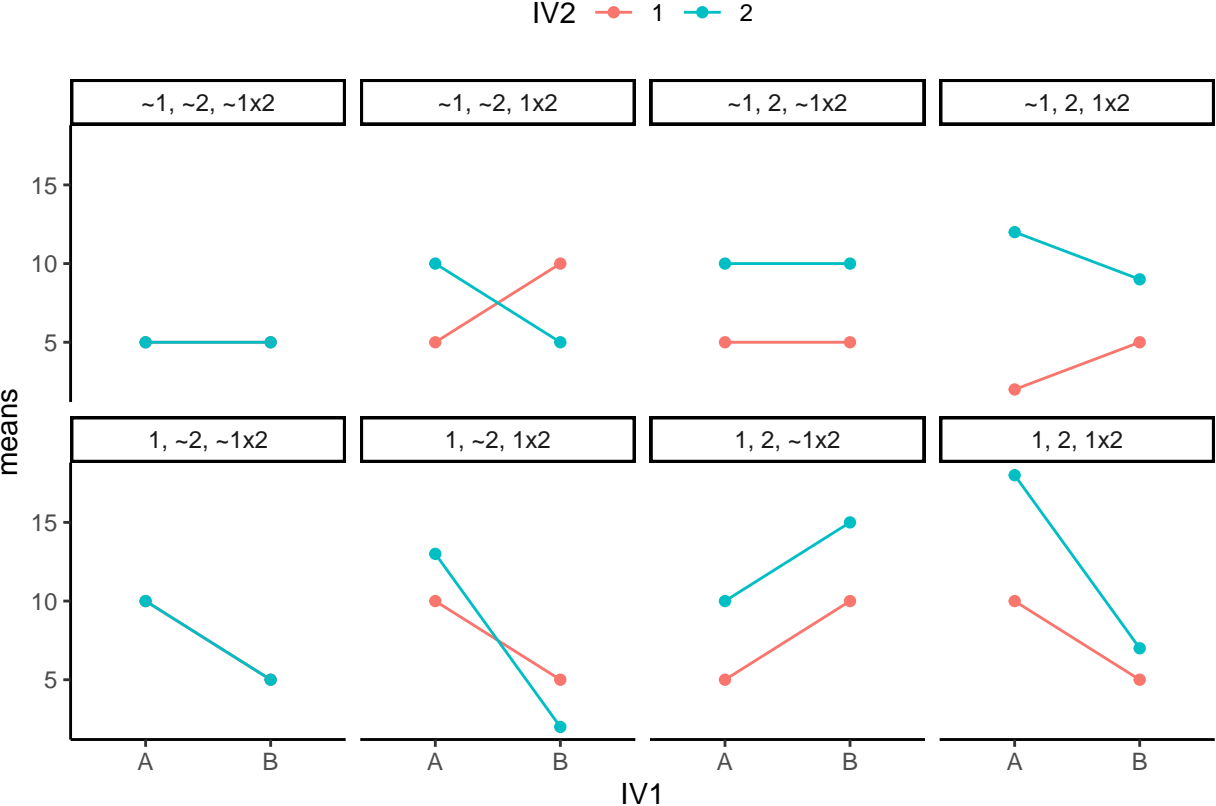 IV2 1 2
~1, ~2, ~1x2 ~1, ~2, 1x2 ~1, 2, ~1x2 ~1, 2, 1x2
15
10
5
means
1, ~2, ~1x2 1, ~2, 1x2 1, 2, ~1x2 1, 2, 1x2
15
10
5
A B A B A B A B
IV1